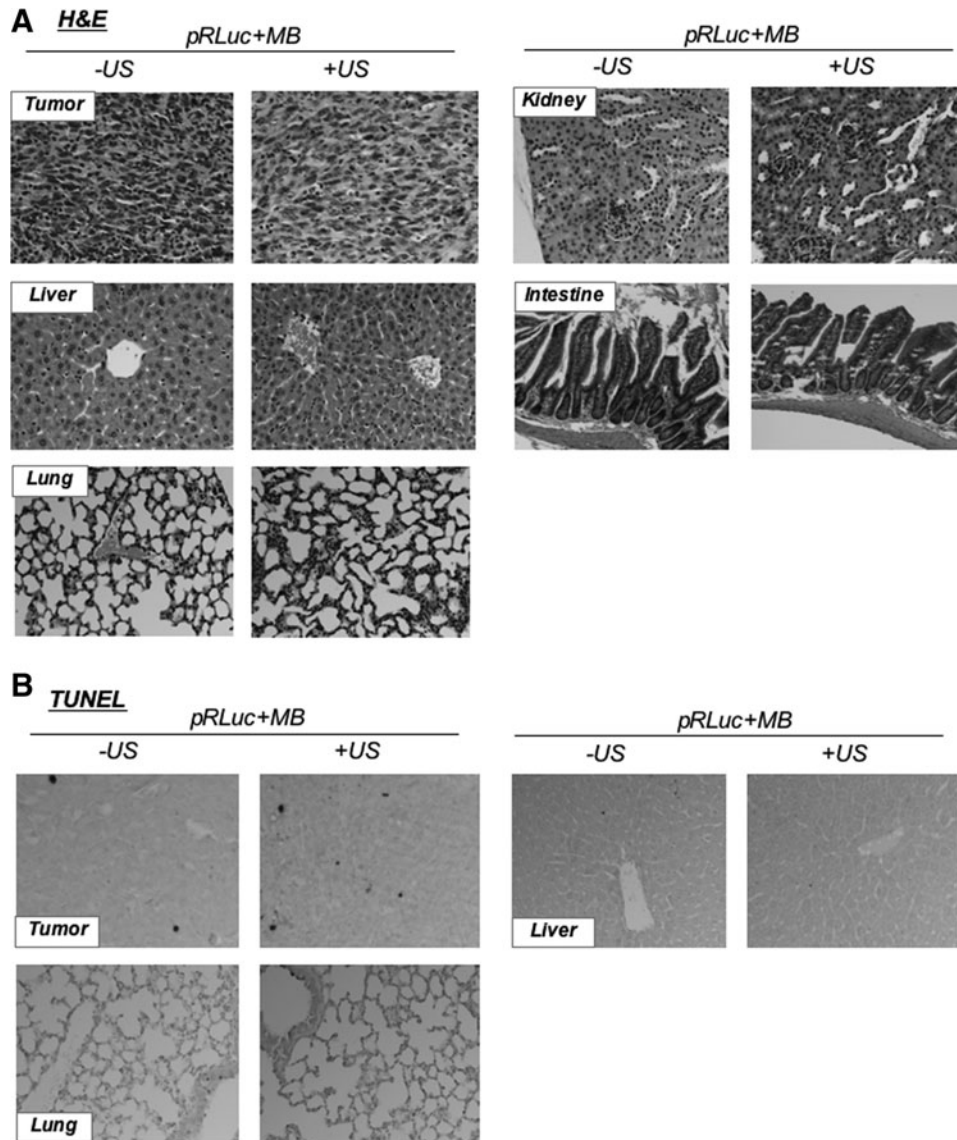 A H&E
pRLuc+MB
-US +US
Tumor
Liver
Lung
pRLuc+MB
-US +US
Kidney
Intestine
B TUNEL
pRLuc+MB
-US +US
Tumor
Lung
pRLuc+MB
-US +US
Liver